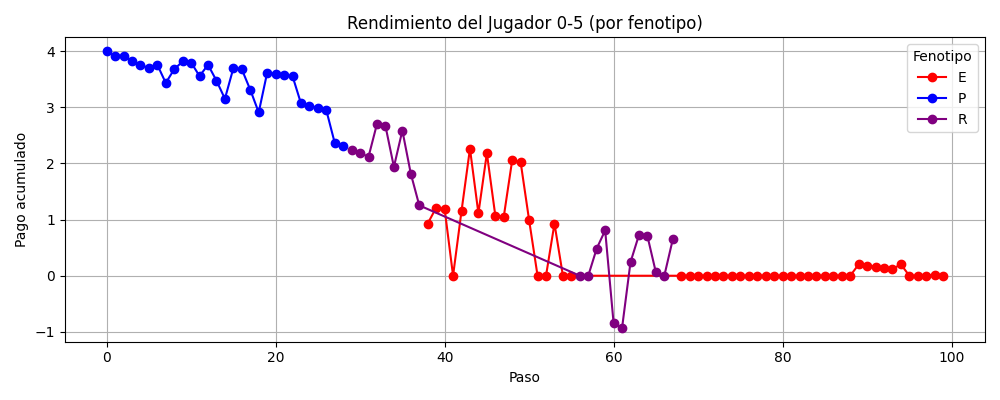 Rendimiento del Jugador 0-5 (por fenotipo)
Pago acumulado
4
3
2
1
0
−1
Fenotipo
E
P
R
0 20 40 60 80 100
Paso